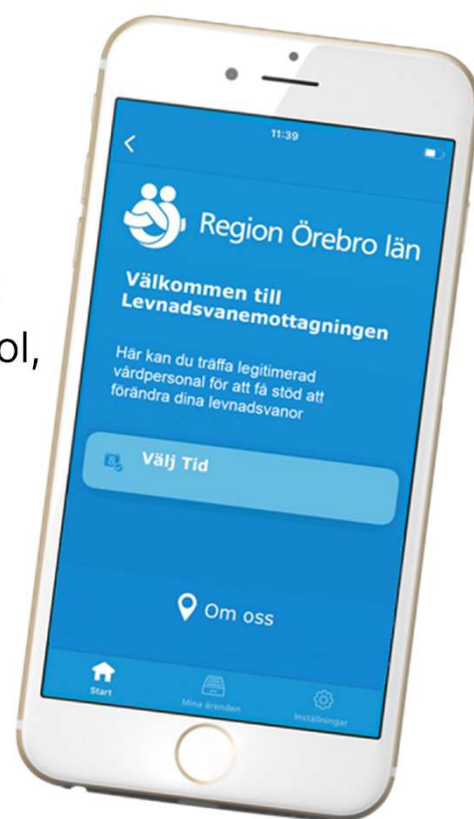 ol,
11:39
Region Örebro län
Välkommen till
Levnadsvanemottagningen
Här kan du träffa legitimerad
vårdpersonal för att få stöd att
förändra dina levnadsvanor
Välj Tid
Om oss
Start
Mina ärenden
Inställningar